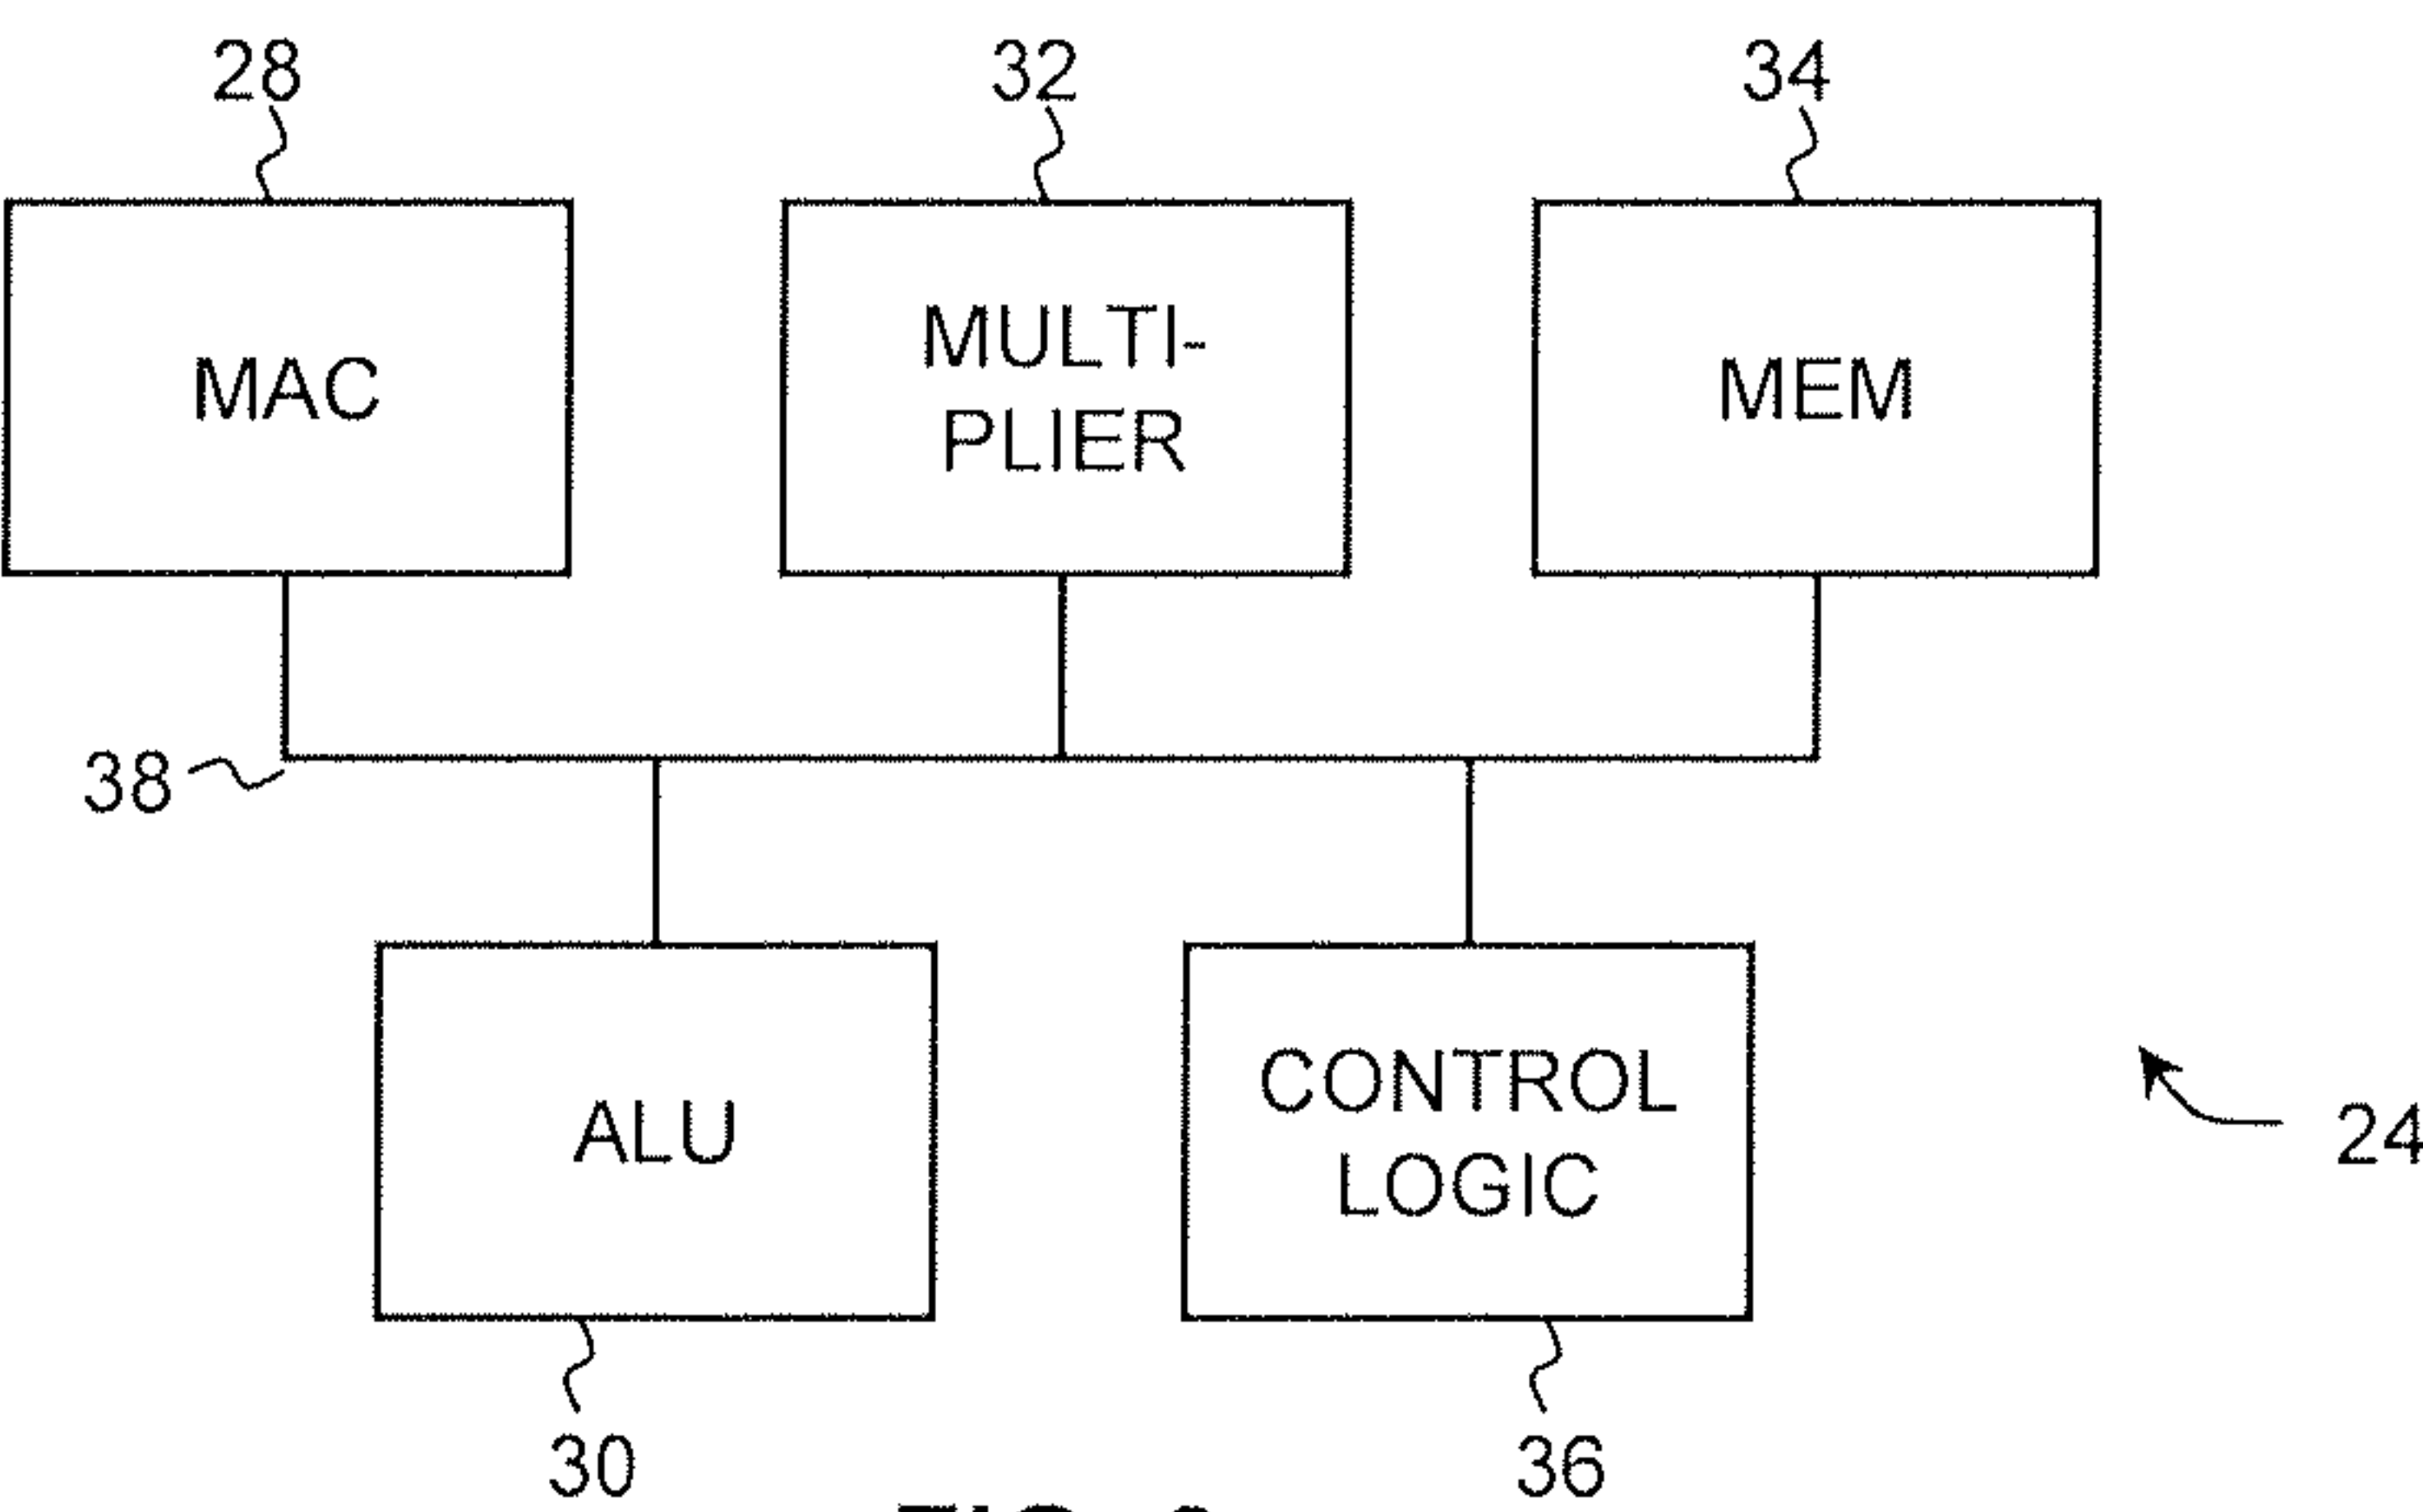 28 32 34
MAC
MULTI-
PLIER
MEM
38
ALU
CONTROL
LOGIC
24
30 36